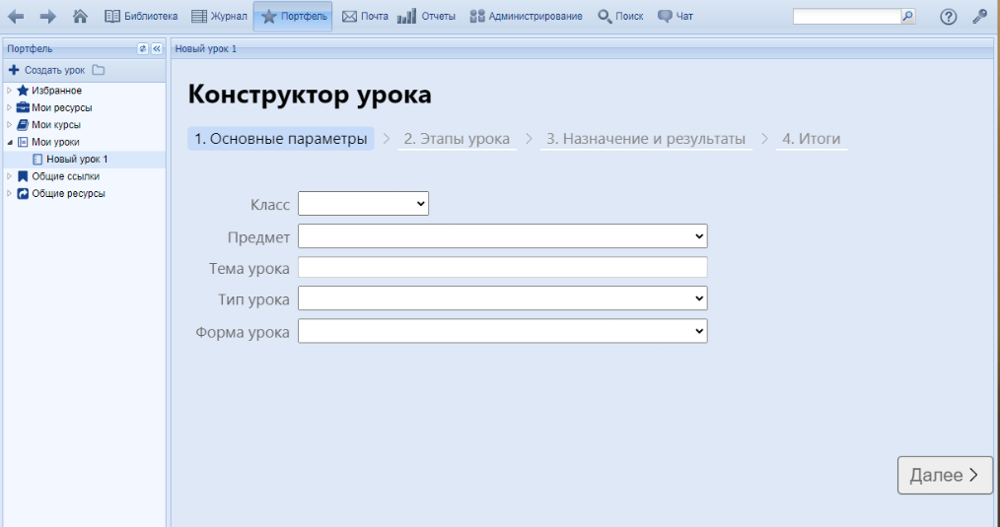 Библиотека Журнал Портфель Почта Отчеты Администрирование Поиск Чат
Портфель
Создать урок
Избранное
Мои ресурсы
Мои курсы
Мои уроки
Новый урок 1
Общие ссылки
Общие ресурсы
Новый урок 1
Конструктор урока
1. Основные параметры > 2. Этапы урока > 3. Назначение и результаты > 4. Итоги
Класс
Предмет
Тема урока
Тип урока
Форма урока
Далее >